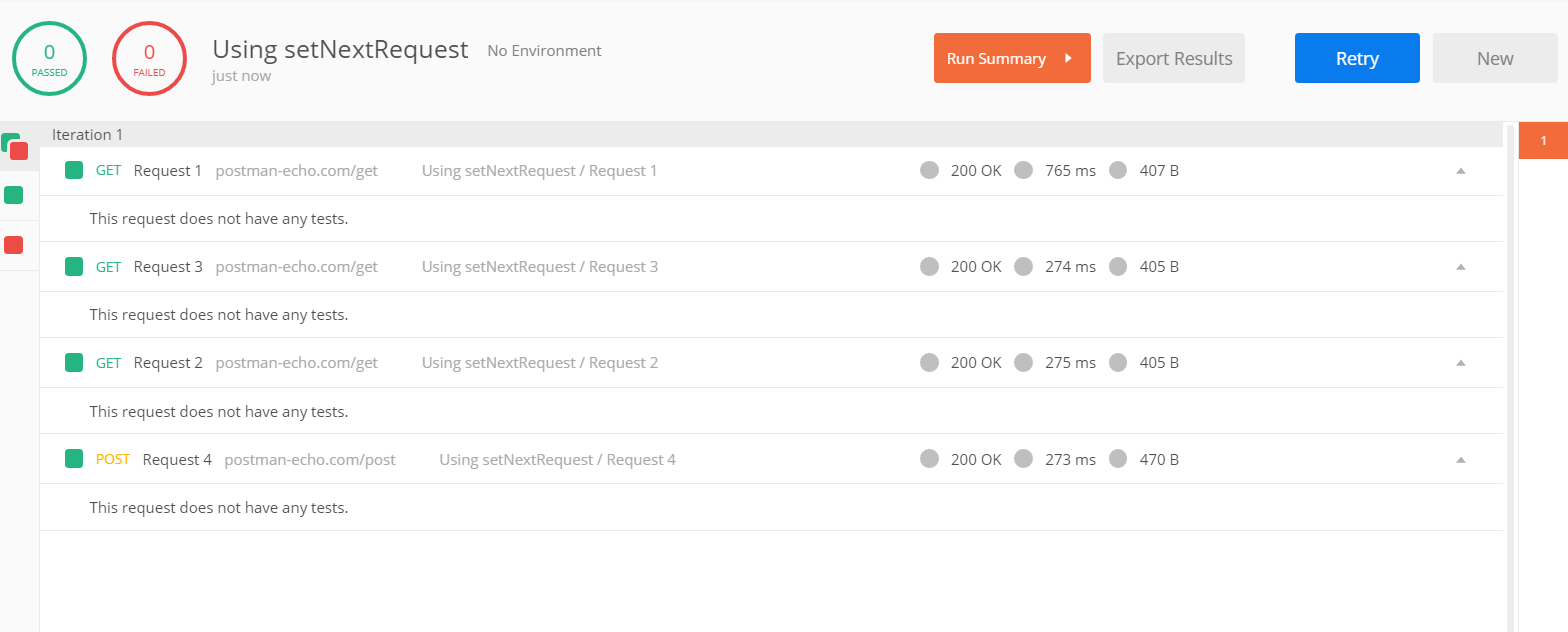 0 PASSED
0 FAILED
Using setNextRequest No Environment
just now
Run Summary Export Results Retry New
Iteration 1
1
GET Request 1 postman-echo.com/get Using setNextRequest / Request 1 200 OK 765 ms 407 B
This request does not have any tests.
GET Request 3 postman-echo.com/get Using setNextRequest / Request 3 200 OK 274 ms 405 B
This request does not have any tests.
GET Request 2 postman-echo.com/get Using setNextRequest / Request 2 200 OK 275 ms 405 B
This request does not have any tests.
POST Request 4 postman-echo.com/post Using setNextRequest / Request 4 200 OK 273 ms 470 B
This request does not have any tests.